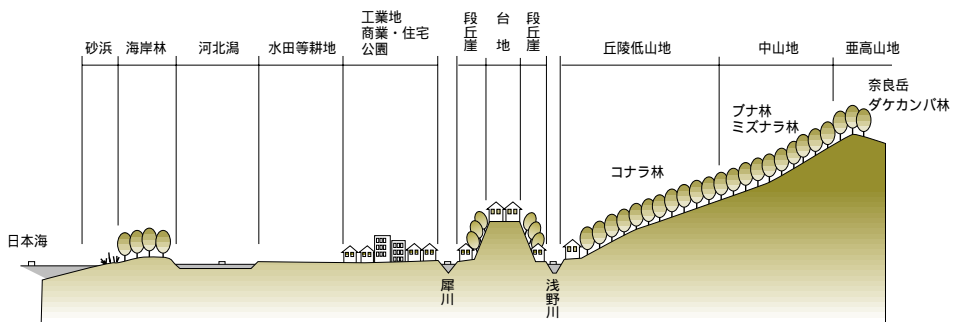 工業地
商業・住宅
公園
段丘崖
台地
段丘崖
砂浜
海岸林
河北潟
水田等耕地
丘陵低山地
中山地
亜高山地
奈良岳
ダケカンバ林
ブナ林
ミズナラ林
コナラ林
日本海
犀川
浅野川